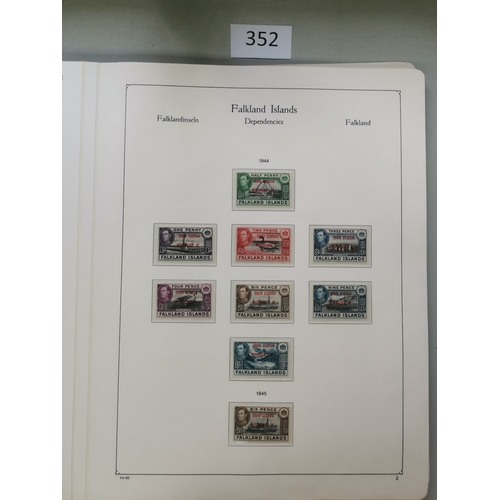 352
Falkland Islands
Falklandinseln Dependencies Falkland
1944
HALF PENNY
FALKLAND ISLANDS
ONE PENNY TWO PENCE THREE PENCE
FALKLAND ISLANDS FALKLAND ISLANDS FALKLAND ISLANDS
FOUR PENCE SIX PENCE NINE PENCE
FALKLAND ISLANDS FALKLAND ISLANDS FALKLAND ISLANDS
FALKLAND ISLANDS
1945
SIX PENCE
FALKLAND ISLANDS
2